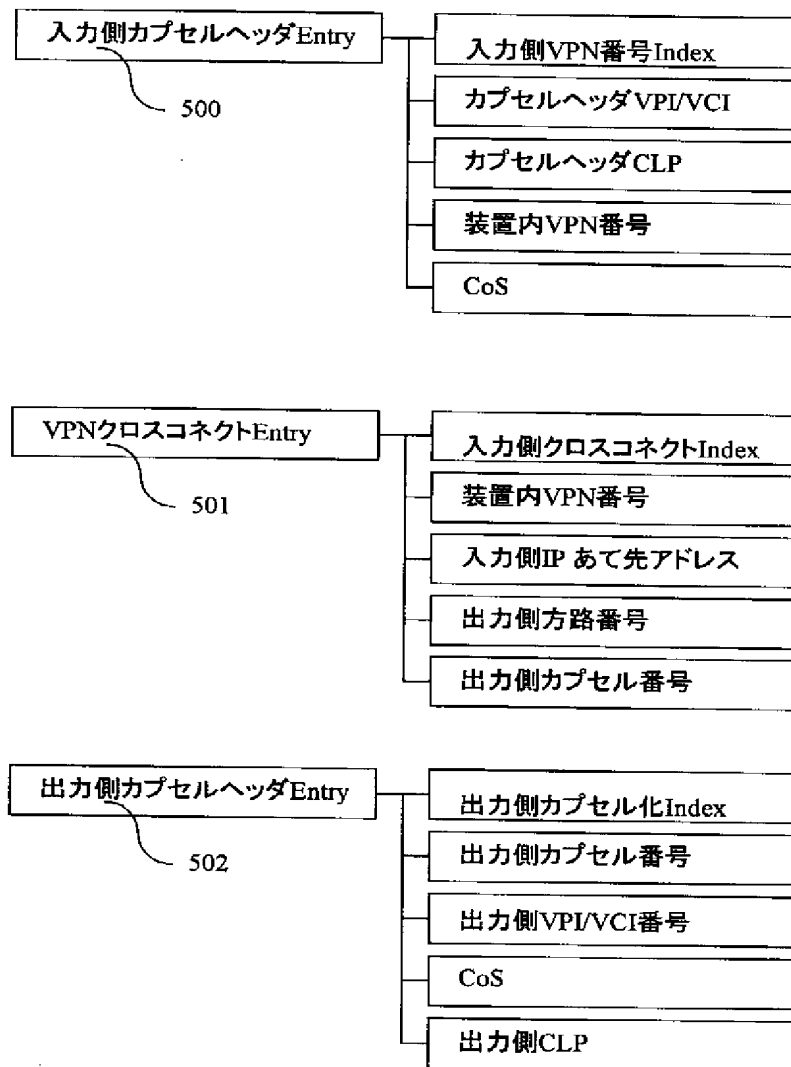 入力側カプセルヘッダEntry
500
入力側VPN番号Index
カプセルヘッダVPI/VCI
カプセルヘッダCLP
装置内VPN番号
CoS
VPNクロスコネクトEntry
501
入力側クロスコネクトIndex
装置内VPN番号
入力側IP あて先アドレス
出力側方路番号
出力側カプセル番号
出力側カプセルヘッダEntry
502
出力側カプセル化Index
出力側カプセル番号
出力側VPI/VCI番号
CoS
出力側CLP